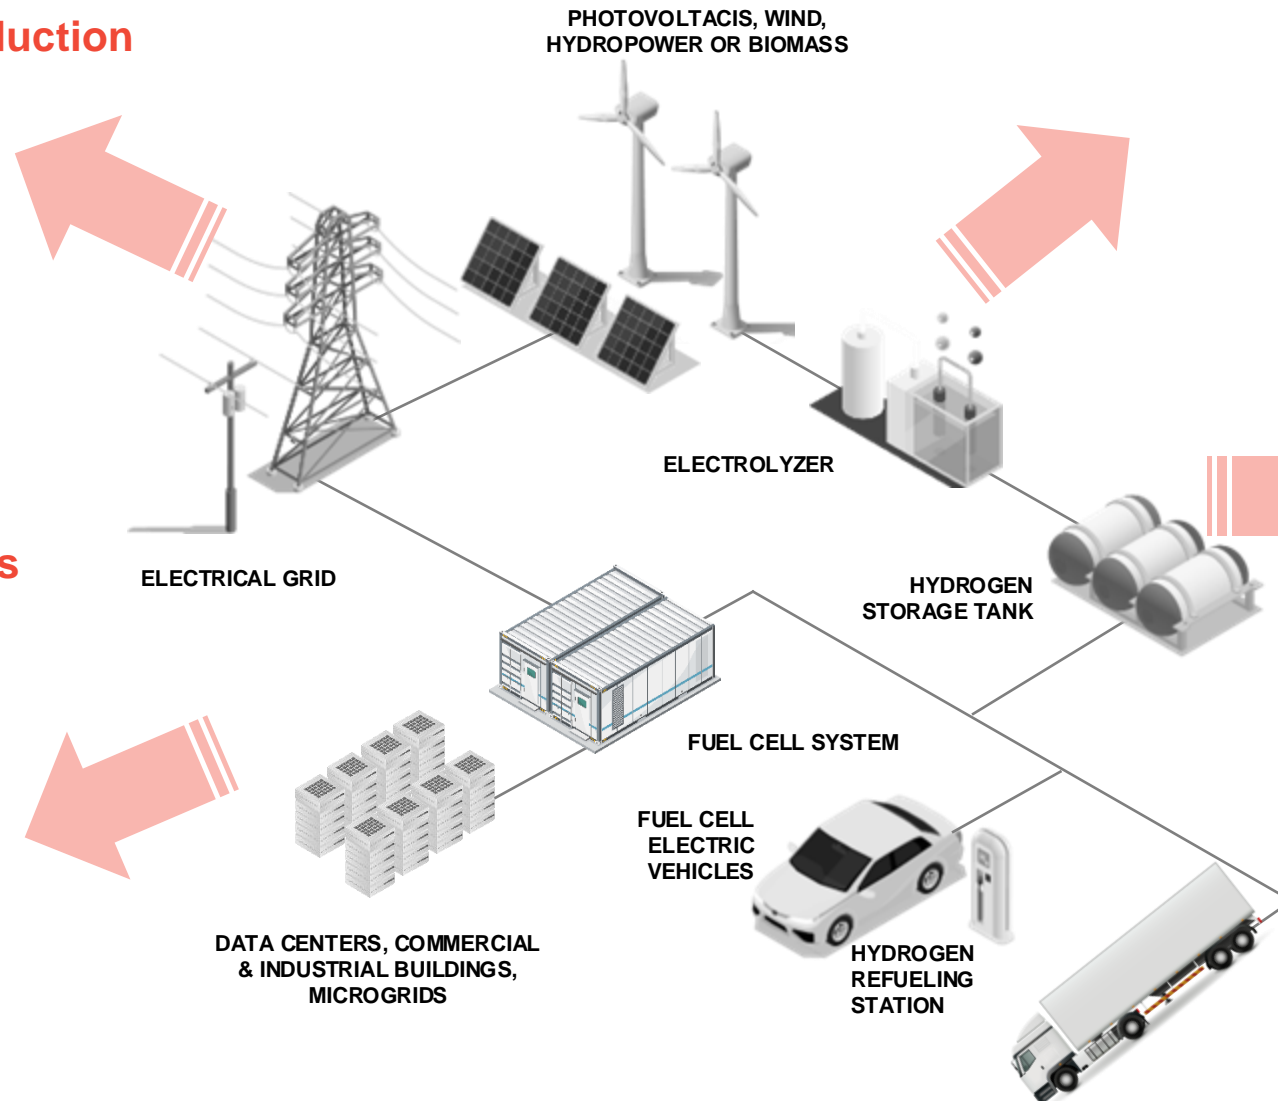 uction
PHOTOVOLTACIS, WIND,
HYDROPOWER OR BIOMASS
ELECTROLYZER
ELECTRICAL GRID
s
HYDROGEN
STORAGE TANK
FUEL CELL SYSTEM
FUEL CELL
ELECTRIC
VEHICLES
DATA CENTERS, COMMERCIAL
& INDUSTRIAL BUILDINGS,
MICROGRIDS
HYDROGEN
REFUELING
STATION